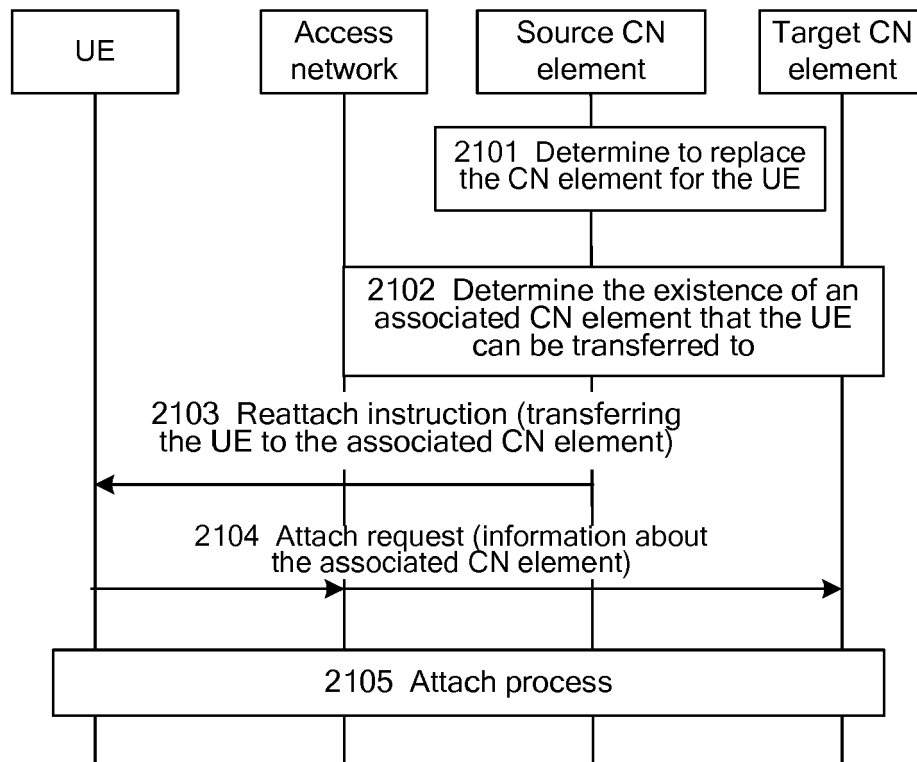 UE
Access
network
Source CN
element
Target CN
element
2101 Determine to replace
the CN element for the UE
2102 Determine the existence of an
associated CN element that the UE
can be transferred to
2103 Reattach instruction (transferring
the UE to the associated CN element)
2104 Attach request (information about
the associated CN element)
2105 Attach process